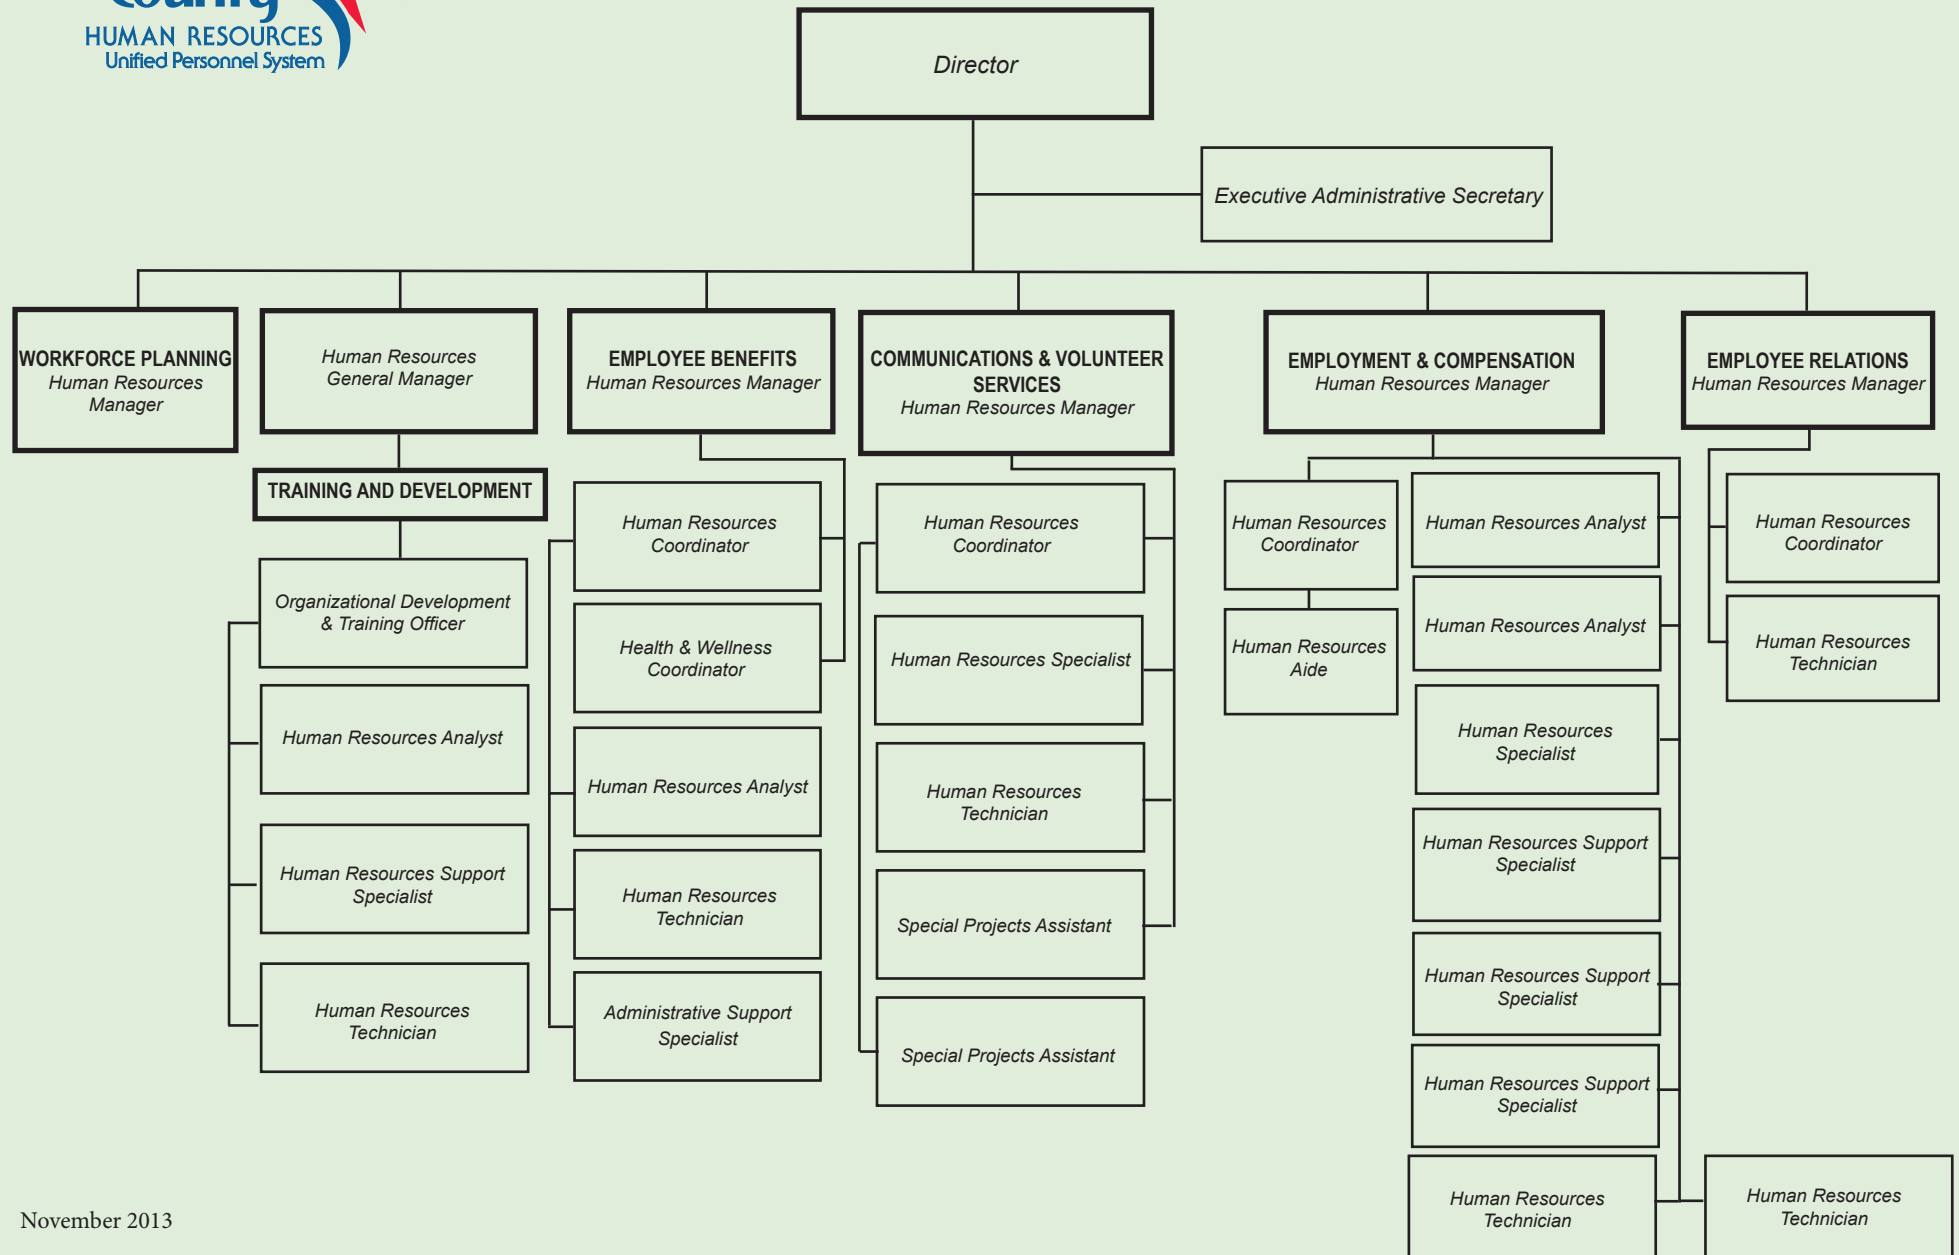 County
HUMAN RESOURCES
Unified Personnel System
Director
Executive Administrative Secretary
WORKFORCE PLANNING
Human Resources
Manager
Human Resources
General Manager
EMPLOYEE BENEFITS
Human Resources Manager
COMMUNICATIONS & VOLUNTEER
SERVICES
Human Resources Manager
EMPLOYMENT & COMPENSATION
Human Resources Manager
EMPLOYEE RELATIONS
Human Resources Manager
TRAINING AND DEVELOPMENT
Organizational Development
& Training Officer
Human Resources Analyst
Human Resources Support
Specialist
Human Resources
Technician
Human Resources
Coordinator
Health & Wellness
Coordinator
Human Resources Analyst
Human Resources
Technician
Administrative Support
Specialist
Human Resources
Coordinator
Human Resources Specialist
Human Resources
Technician
Special Projects Assistant
Special Projects Assistant
Human Resources
Coordinator
Human Resources
Aide
Human Resources Analyst
Human Resources Analyst
Human Resources
Specialist
Human Resources Support
Specialist
Human Resources Support
Specialist
Human Resources Support
Specialist
Human Resources
Technician
Human Resources
Technician
Human Resources
Coordinator
Human Resources
Technician
November 2013